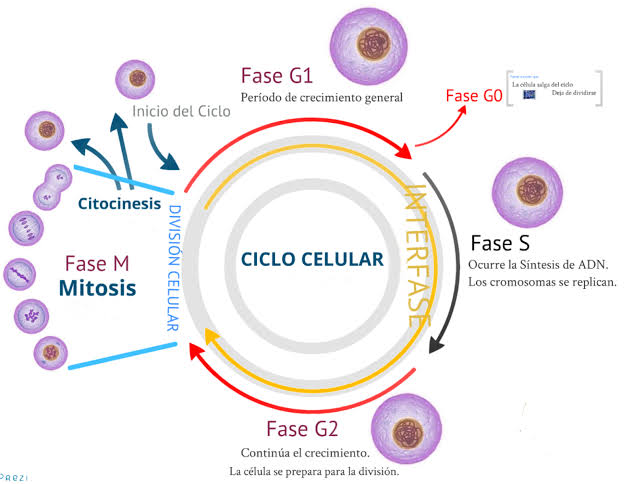 Fase G1
Período de crecimiento general
Inicio del Ciclo
Fase G0
La célula salga del ciclo
Deja de dividirse
Citocinesis
DIVISIÓN CELULAR
INTERFASE
Fase M
Mitosis
CICLO CELULAR
Fase S
Ocurre la Síntesis de ADN.
Los cromosomas se replican.
Fase G2
Continúa el crecimiento.
La célula se prepara para la división.
PREZI